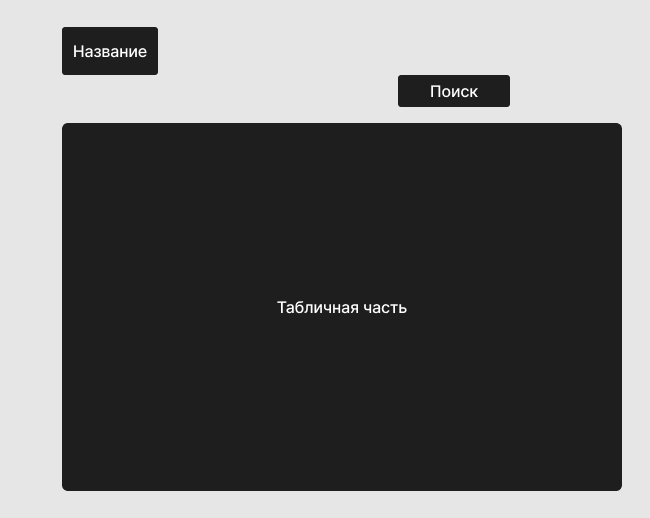 Название
Поиск
Табличная часть